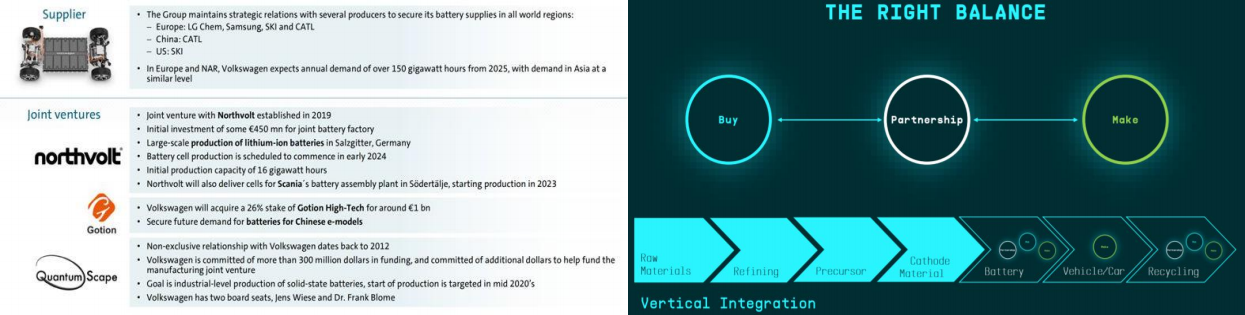 Supplier
• The Group maintains strategic relations with several producers to secure its battery supplies in all world regions:
– Europe: LG Chem, Samsung, SKI and CATL
– China: CATL
– US: SKI
• In Europe and NAR, Volkswagen expects annual demand of over 150 gigawatt hours from 2025, with demand in Asia at a
similar level
Joint ventures
northvolt
• Joint venture with Northvolt established in 2019
• Initial investment of some €450 mn for joint battery factory
• Large-scale production of lithium-ion batteries in Salzgitter, Germany
• Battery cell production is scheduled to commence in early 2024
• Initial production capacity of 16 gigawatt hours
• Northvolt will also deliver cells for Scania´s battery assembly plant in Södertälje, starting production in 2023
Gotion
• Volkswagen will acquire a 26% stake of Gotion High-Tech for around €1 bn
• Secure future demand for batteries for Chinese e-models
QuantumScape
• Non-exclusive relationship with Volkswagen dates back to 2012
• Volkswagen is committed of more than 300 million dollars in funding, and committed of additional dollars to help fund the
manufacturing joint venture
• Goal is industrial-level production of solid-state batteries, start of production is targeted in mid 2020's
• Volkswagen has two board seats, Jens Wiese and Dr. Frank Blome
THE RIGHT BALANCE
Buy
Partnership
Make
Raw
Materials
Refining
Precursor
Cathode
Material
Battery
Vehicle/Car
Recycling
Vertical Integration